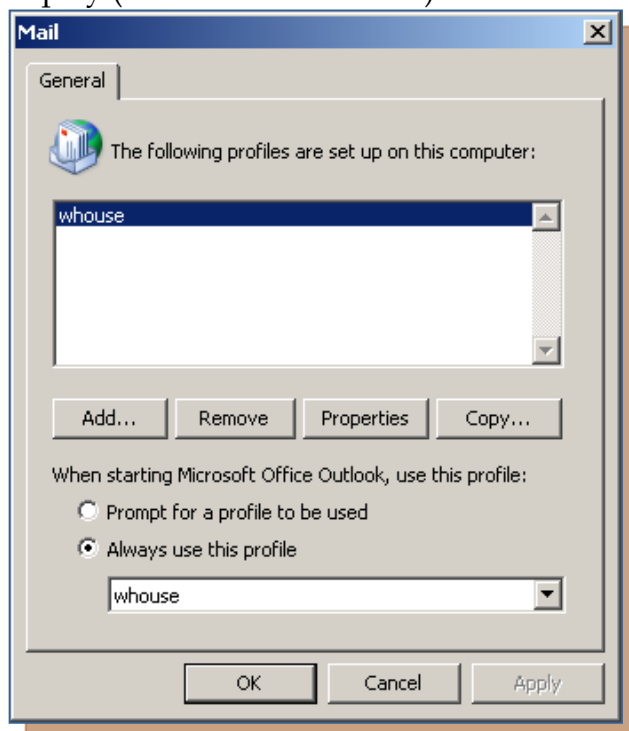 Mail
General
The following profiles are set up on this computer:
whouse
Add... Remove Properties Copy...
When starting Microsoft Office Outlook, use this profile:
Prompt for a profile to be used
Always use this profile
whouse
OK Cancel Apply